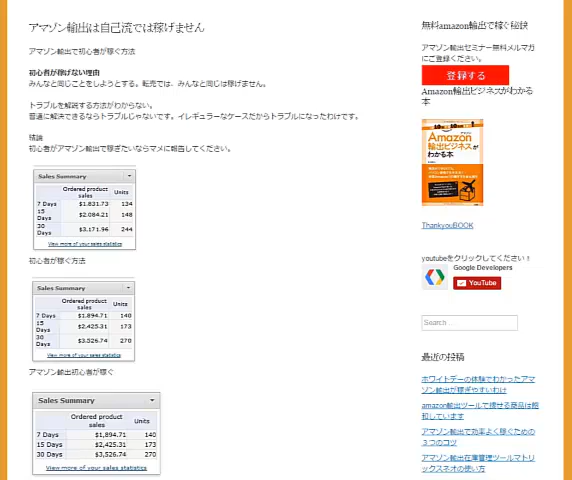 アマゾン輸出は自己流では稼げません
アマゾン輸出で初心者が稼ぐ方法
初心者が稼げない理由
みんなと同じことをしようとする。転売では、みんなと同じは稼げません。
トラブルを解説する方法がわからない。
普通に解決できるならトラブルじゃないです。イレギュラーなケースだからトラブルになったわけです。
結論
初心者がアマゾン輸出で稼ぎたいならマメに報告してください。
Sales Summary
Ordered product sales Units
7 Days $1,831.73 134
15 Days $2,084.21 148
30 Days $3,171.96 244
View more of your sales statistics
初心者が稼ぐ方法
Sales Summary
Ordered product sales Units
7 Days $1,894.71 140
15 Days $2,425.31 173
30 Days $3,526.74 270
View more of your sales statistics
アマゾン輸出初心者が稼ぐ
Sales Summary
Ordered product sales Units
7 Days $1,894.71 140
15 Days $2,425.31 173
30 Days $3,526.74 270
View more of your sales statistics
無料amazon輸出で稼ぐ秘訣
アマゾン輸出セミナー無料メルマガ
にご登録ください。
登録する
Amazon輸出ビジネスがわかる
本
Amazon
輸出ビジネスが
わかる本
ThankyouBOOK
youtubeをクリックしてください！
Google Developers
YouTube
Search …
最近の投稿
ホワイトデーの体験でわかったアマ
ゾン輸出が稼ぎやすいわけ
amazon輸出ツールで探せる商品は飽
和しています
アマゾン輸出で効率よく稼ぐための
３つのコツ
アマゾン輸出在庫管理ツールマトリ
ックスネオの使い方